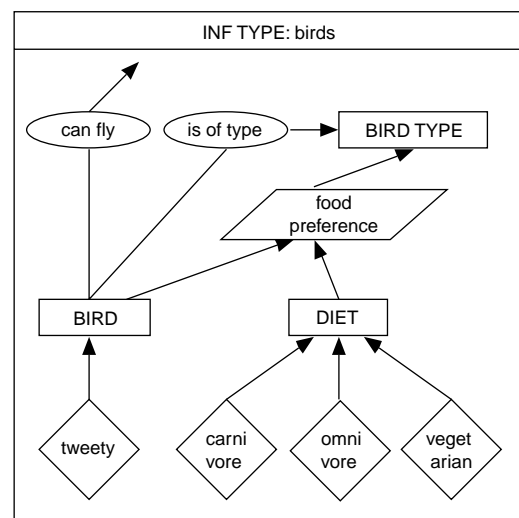 INF TYPE: birds
can fly
is of type
BIRD TYPE
food
preference
BIRD
DIET
tweety
carni
vore
omni
vore
veget
arian